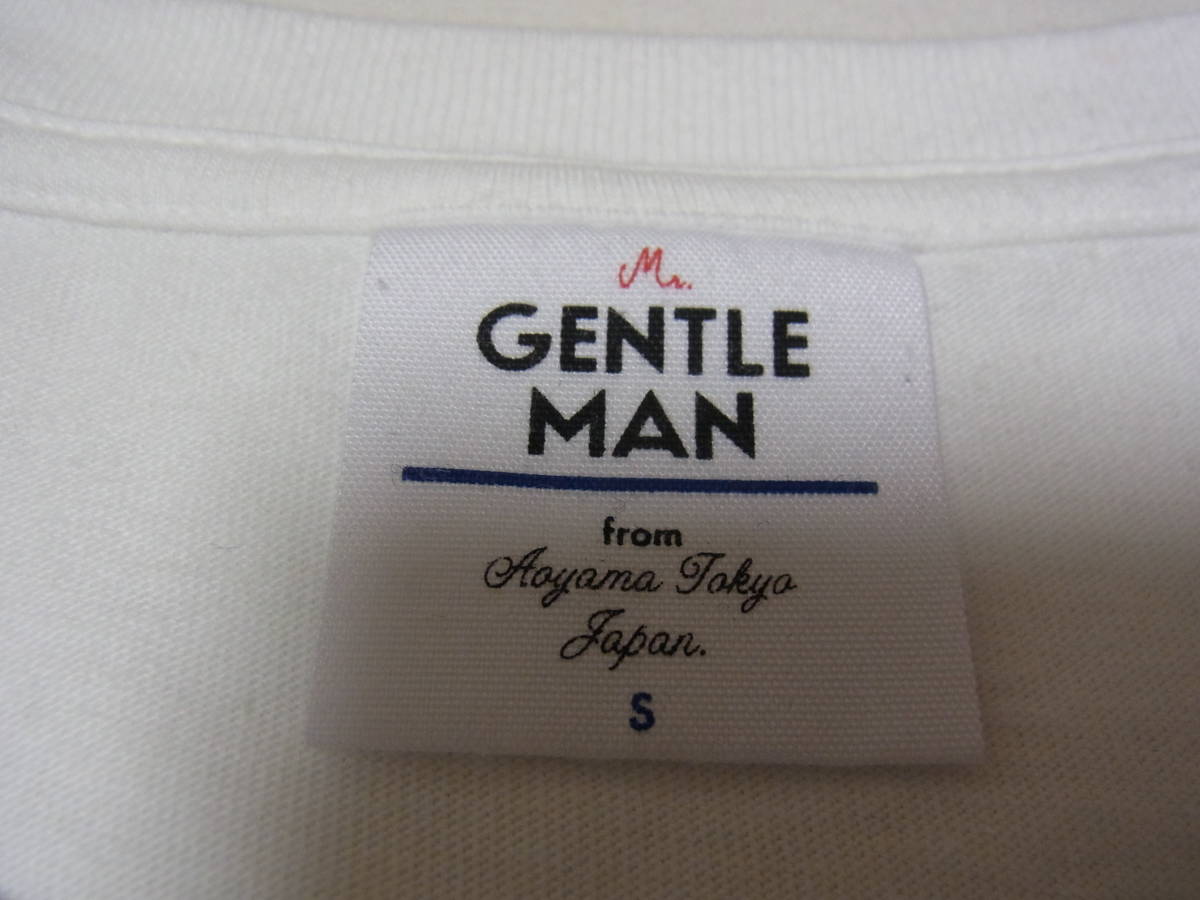 Mr.
GENTLE
MAN
from
Aoyama Tokyo
Japan.
S